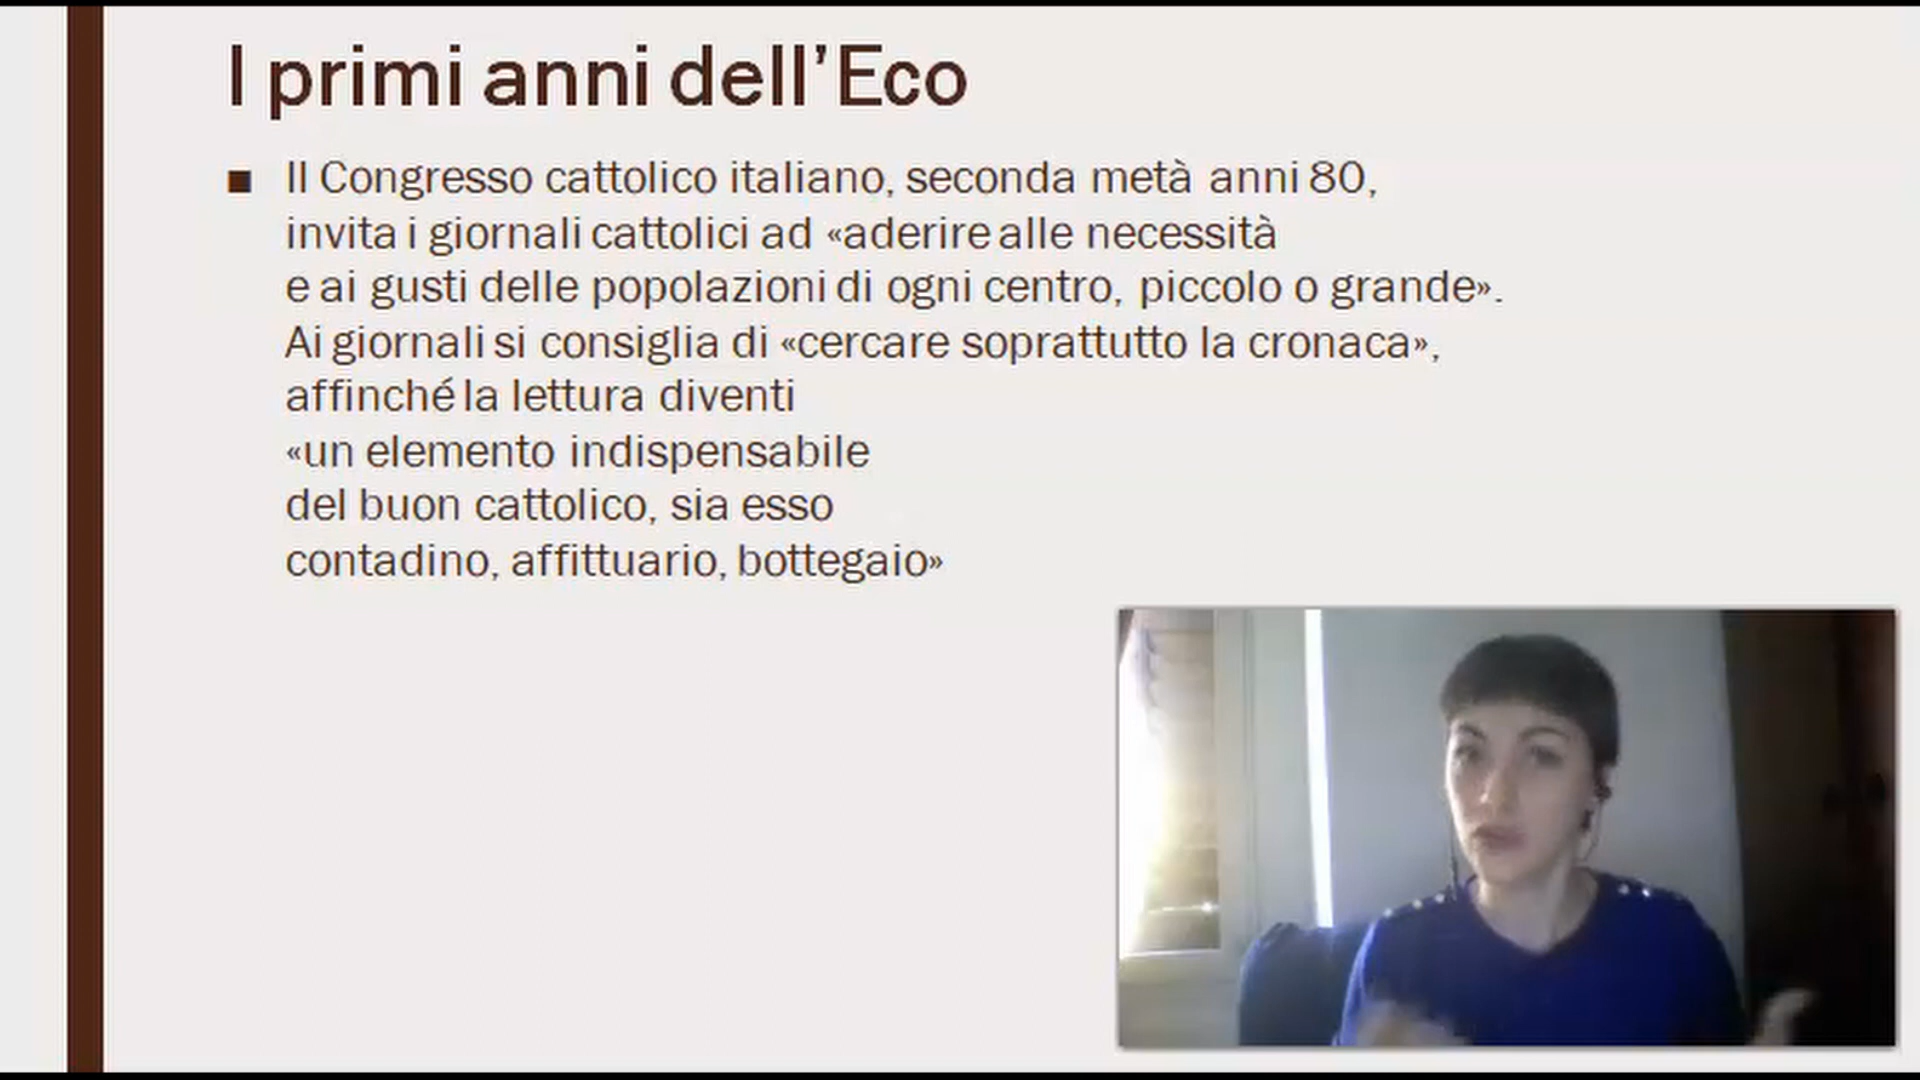 I primi anni dell'Eco
■ Il Congresso cattolico italiano, seconda metà anni 80,
invita i giornali cattolici ad «aderire alle necessità
e ai gusti delle popolazioni di ogni centro, piccolo o grande».
Ai giornali si consiglia di «cercare soprattutto la cronaca»,
affinché la lettura diventi
«un elemento indispensabile
del buon cattolico, sia esso
contadino, affittuario, bottegaio»